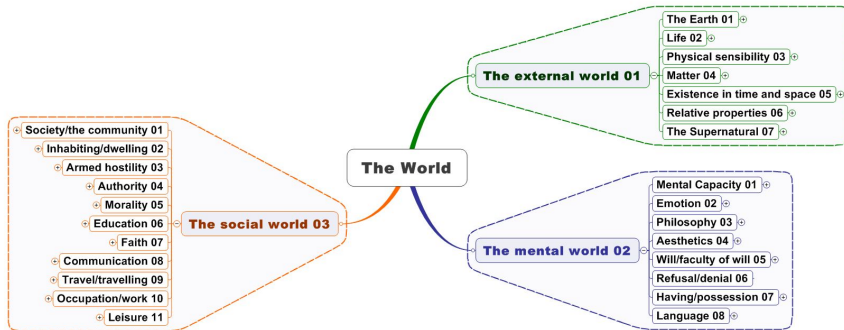 The World
The external world 01
The Earth 01
Life 02
Physical sensibility 03
Matter 04
Existence in time and space 05
Relative properties 06
The Supernatural 07
The mental world 02
Mental Capacity 01
Emotion 02
Philosophy 03
Aesthetics 04
Will/faculty of will 05
Refusal/denial 06
Having/possession 07
Language 08
The social world 03
Society/the community 01
Inhabiting/dwelling 02
Armed hostility 03
Authority 04
Morality 05
Education 06
Faith 07
Communication 08
Travel/travelling 09
Occupation/work 10
Leisure 11